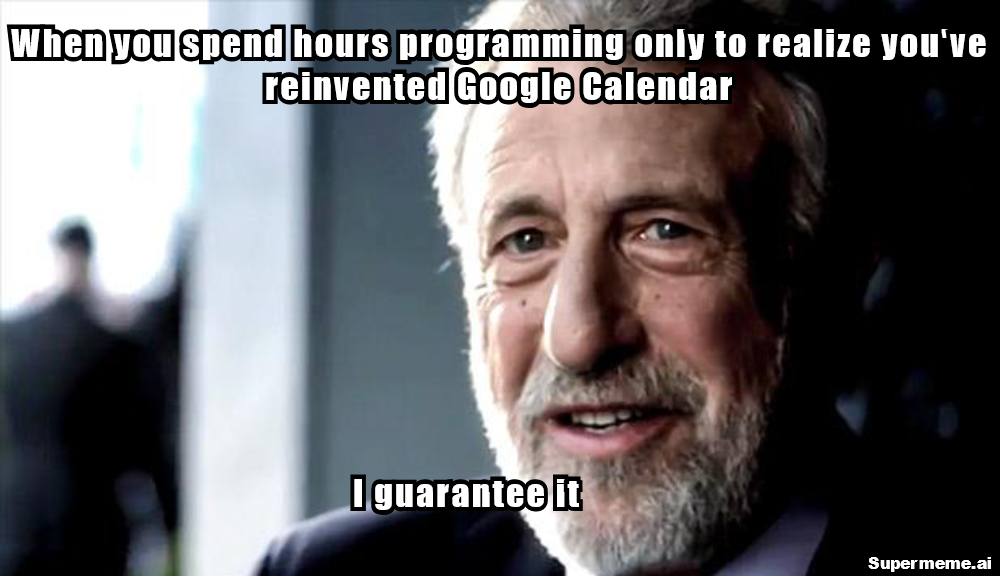 When you spend hours programming only to realize you've
reinvented Google Calendar
I guarantee it
Supermeme.ai